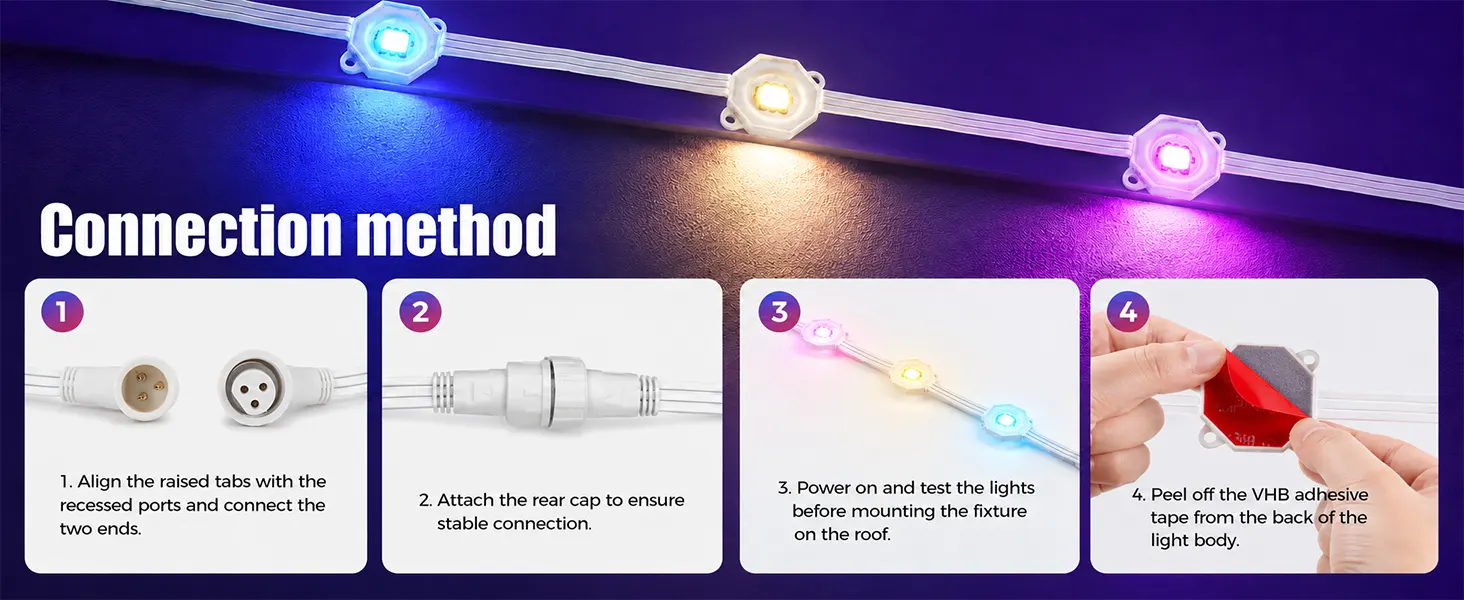 Connection method
1
1. Align the raised tabs with the
recessed ports and connect the
two ends.
2
2. Attach the rear cap to ensure
stable connection.
3
3. Power on and test the lights
before mounting the fixture
on the roof.
4
4. Peel off the VHB adhesive
tape from the back of the
light body.